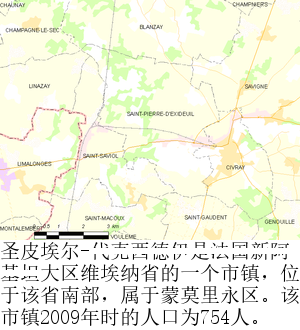 CHAUNAY
CHAMPNIERS
BLANZAY
CHAMPAGNE-LE-SEC
LINAZAY
SAVIGNE
SAINT-PIERRE-D'EXIDEUIL
SAINT-SAVIOL
LIMALONGES
CIVRAY
SAINT-MACOUX
SAINT-GAUDENT
GENOUILLE
MONTALEMBERT
VOULEME
圣皮埃尔-代克西德伊是法国新阿
基坦大区维埃纳省的一个市镇，位
于该省南部，属于蒙莫里永区。该
市镇2009年时的人口为754人。